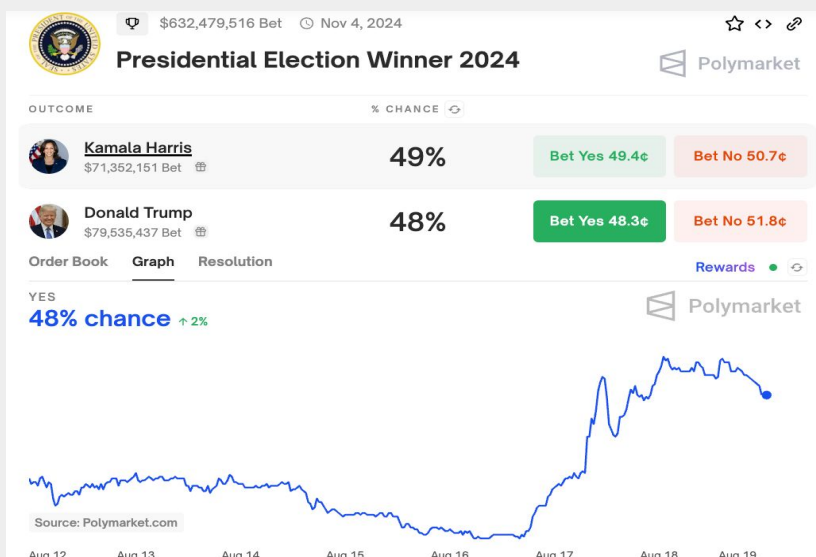 $632,479,516 Bet Nov 4, 2024
Presidential Election Winner 2024
Polymarket
OUTCOME % CHANCE
Kamala Harris
$71,352,151 Bet
49%
Bet Yes 49.4¢ Bet No 50.7¢
Donald Trump
$79,535,437 Bet
48%
Bet Yes 48.3¢ Bet No 51.8¢
Order Book Graph Resolution
Rewards
YES
48% chance ↑ 2%
Polymarket
Source: Polymarket.com
Aug 12 Aug 13 Aug 14 Aug 15 Aug 16 Aug 17 Aug 18 Aug 19